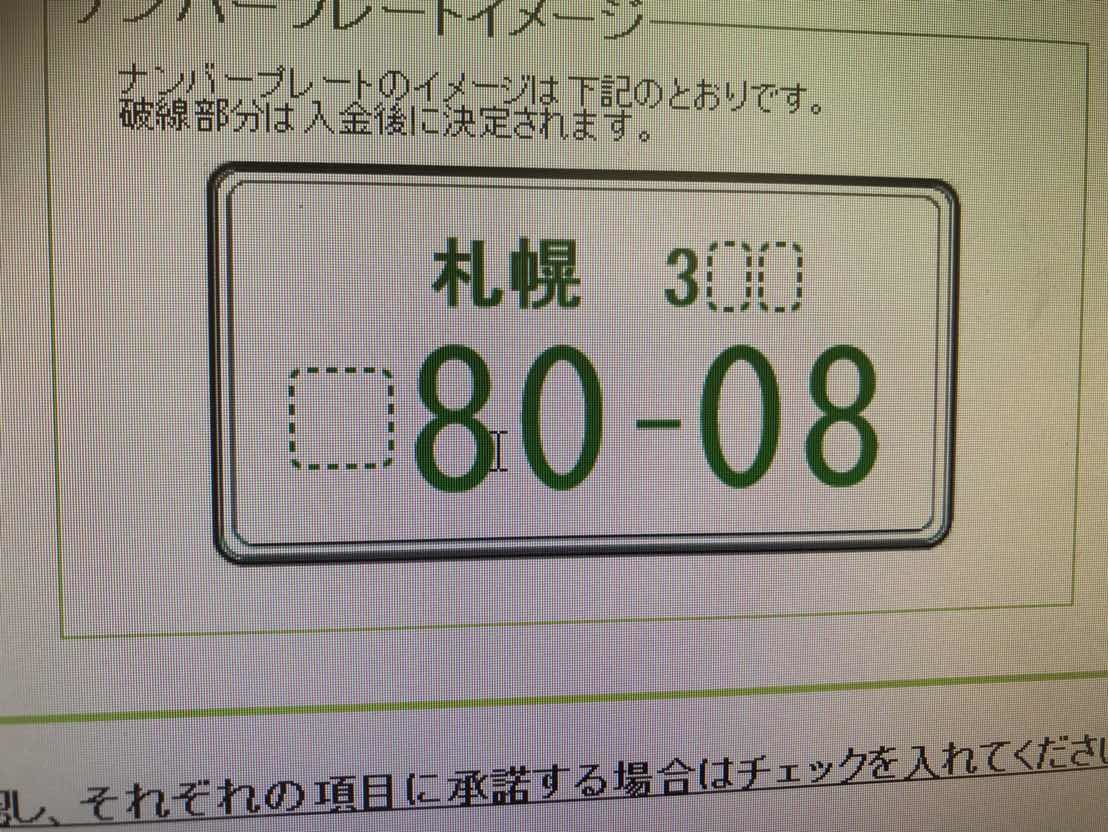 ナンバープレートイメージ
ナンバープレートのイメージは下記のとおりです。
破線部分は入金後に決定されます。
札幌 3
80-08
し、それぞれの項目に承諾する場合はチェックを入れてくださ